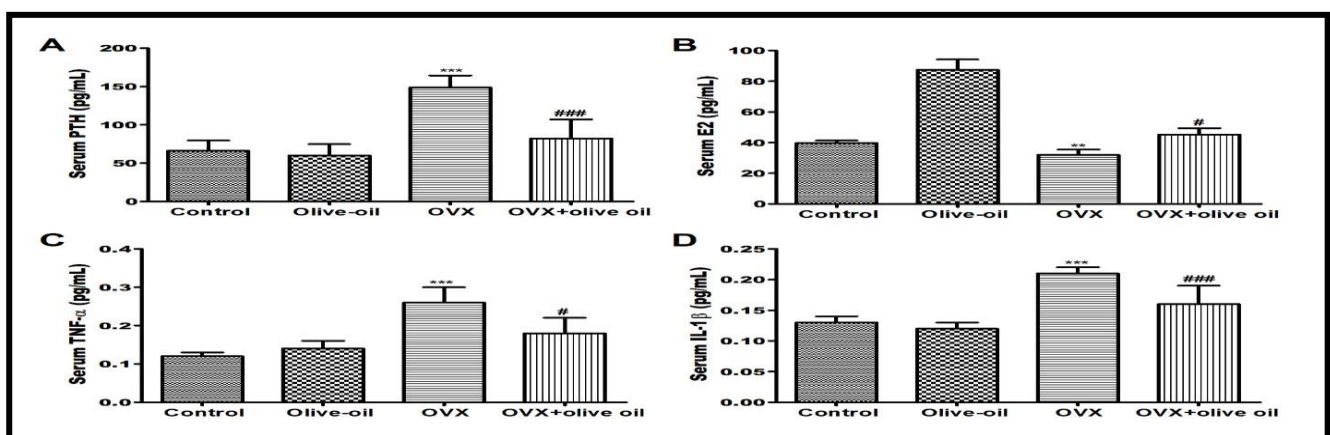 A
Serum PTH (pg/mL)
200
150
100
50
0
***
###
Control Olive-oil OVX OVX+olive oil
B
Serum E2 (pg/mL)
100
80
60
40
20
0
**
#
Control Olive-oil OVX OVX+olive oil
C
Serum TNF-α (pg/mL)
0.4
0.3
0.2
0.1
0.0
***
#
Control Olive-oil OVX OVX+olive oil
D
Serum IL-1β (pg/mL)
0.25
0.20
0.15
0.10
0.05
0.00
***
###
Control Olive-oil OVX OVX+olive oil